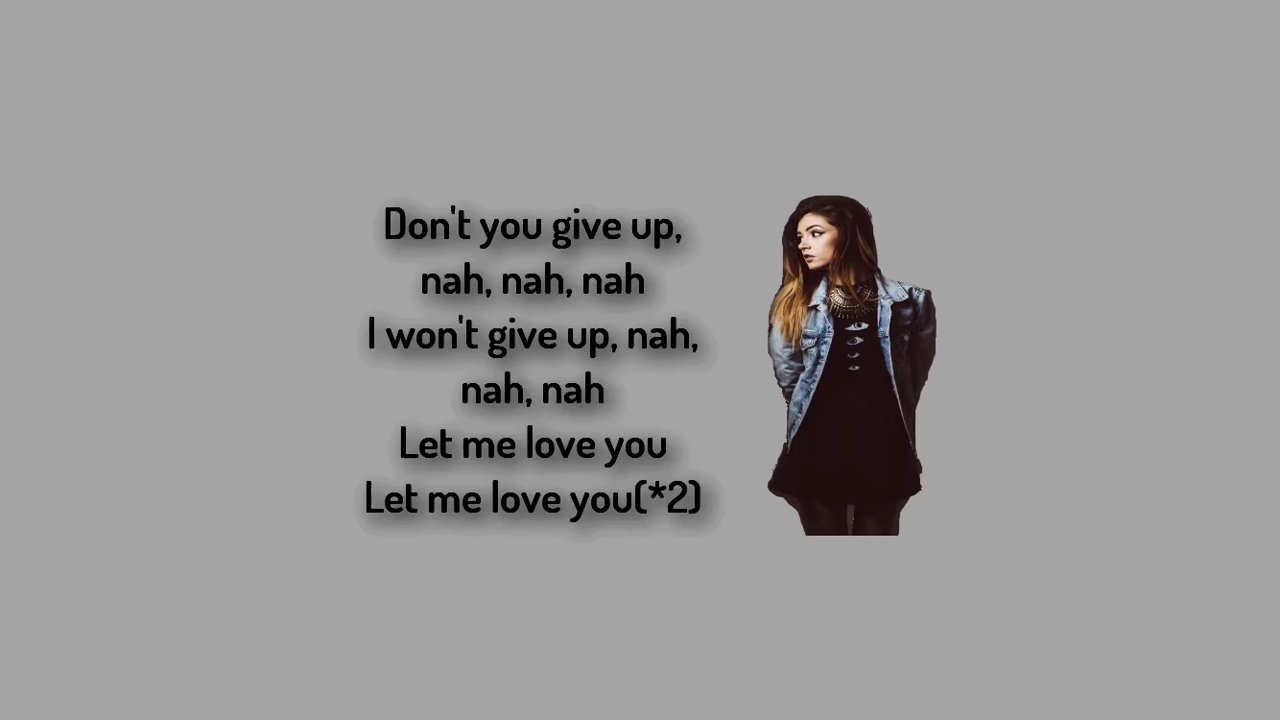 Don't you give up,
nah, nah, nah
I won't give up, nah,
nah, nah
Let me love you
Let me love you(*2)